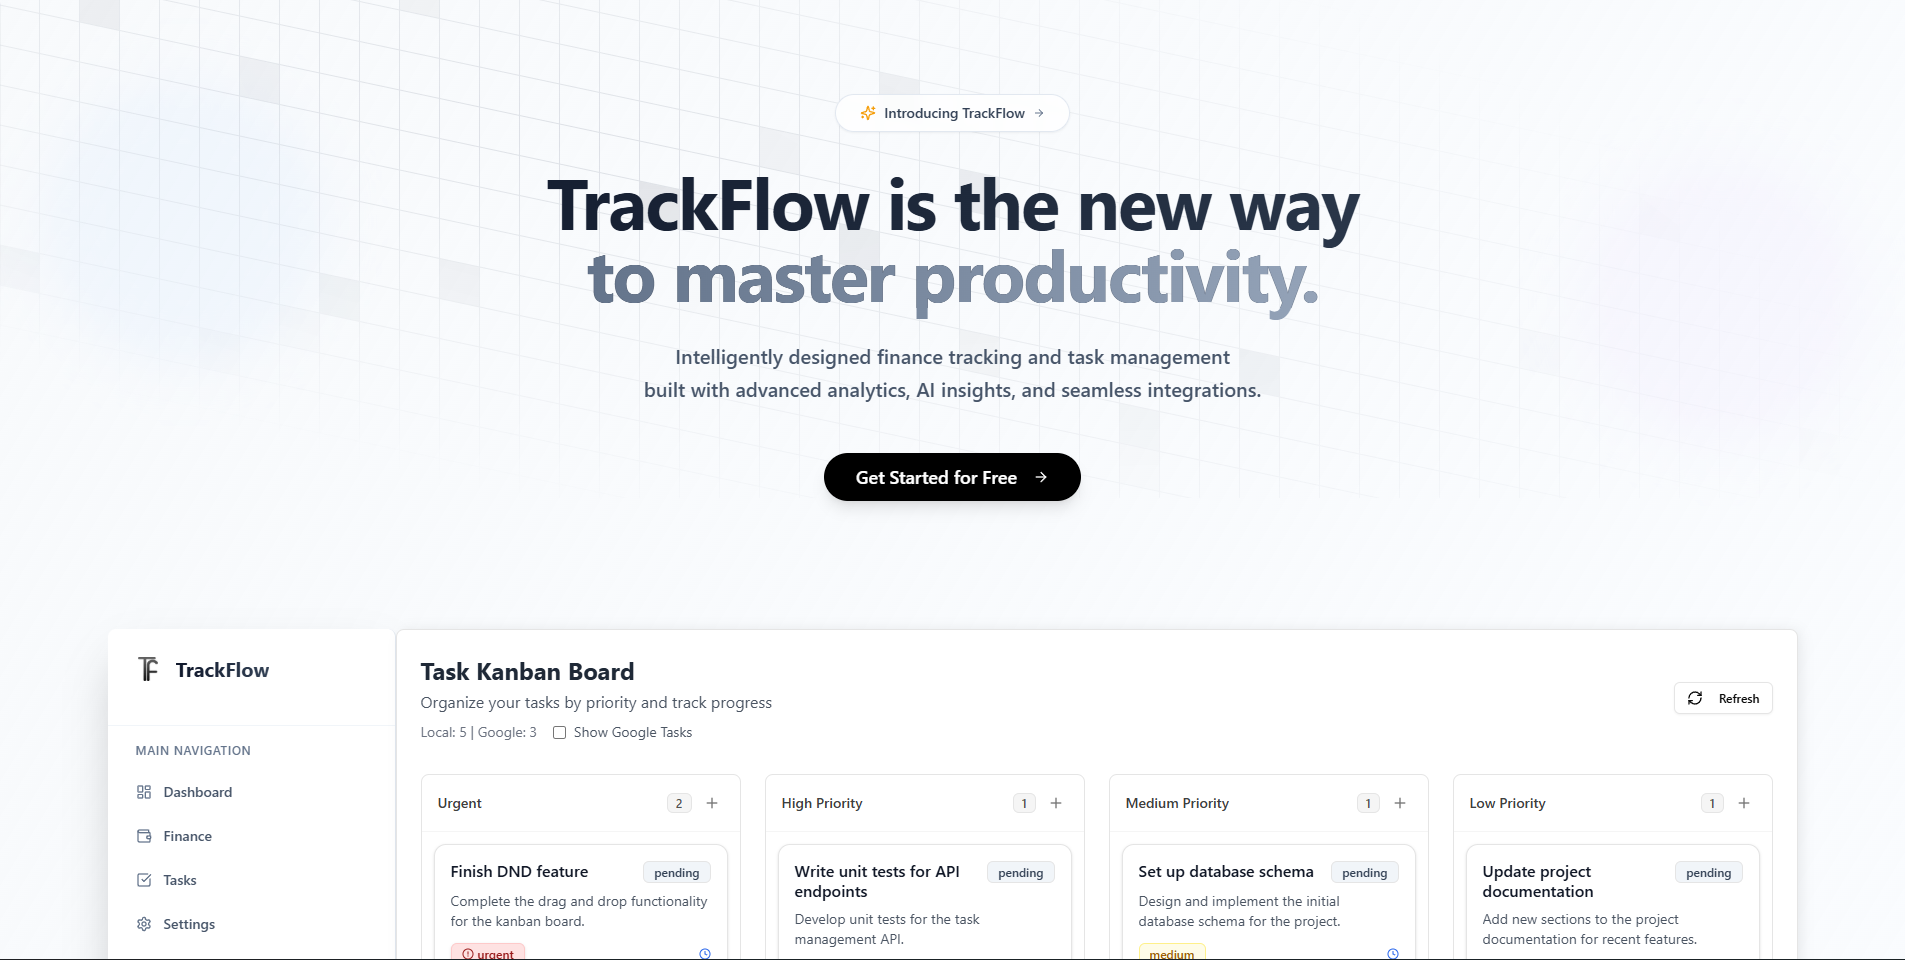 Introducing TrackFlow
TrackFlow is the new way
to master productivity.
Intelligently designed finance tracking and task management
built with advanced analytics, AI insights, and seamless integrations.
Get Started for Free
TF TrackFlow
MAIN NAVIGATION
Dashboard
Finance
Tasks
Settings
Task Kanban Board
Organize your tasks by priority and track progress
Local: 5 | Google: 3 Show Google Tasks
Refresh
Urgent 2
Finish DND feature pending
Complete the drag and drop functionality
for the kanban board.
urgent
High Priority 1
Write unit tests for API
endpoints
pending
Develop unit tests for the task
management API.
Medium Priority 1
Set up database schema pending
Design and implement the initial
database schema for the project.
medium
Low Priority 1
Update project
documentation
pending
Add new sections to the project
documentation for recent features.